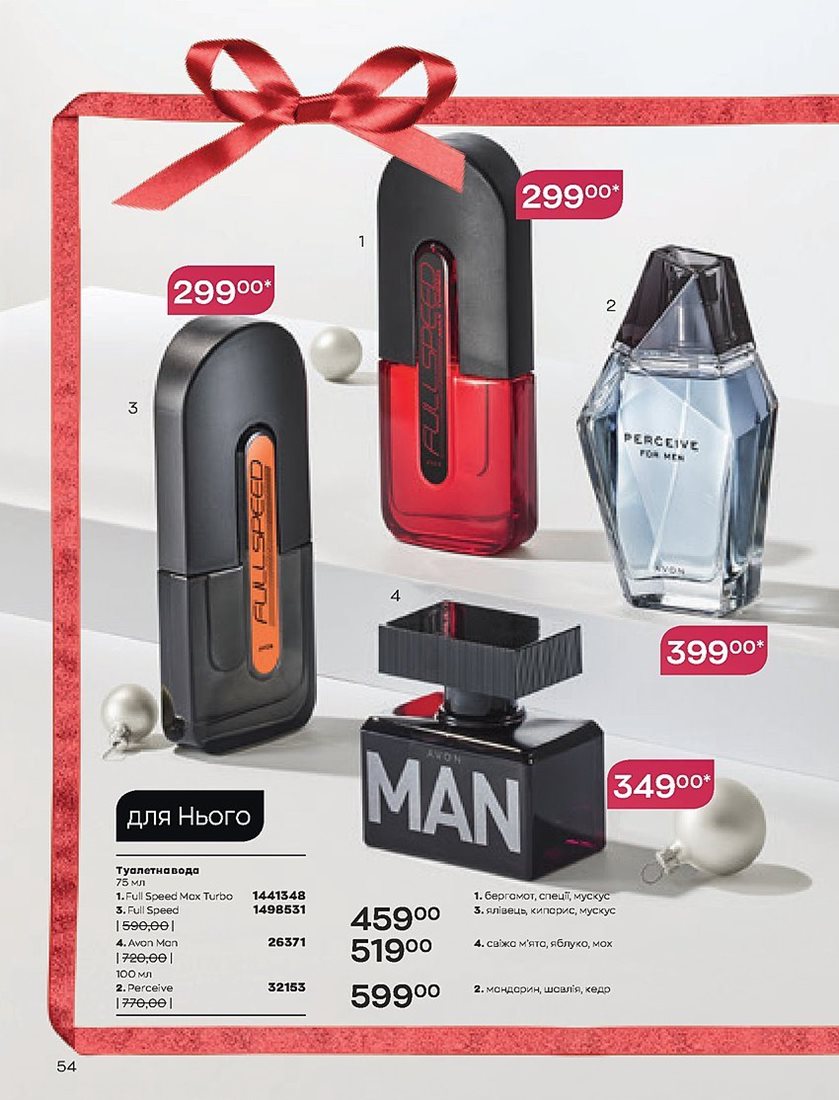 299⁰⁰*
1
299⁰⁰*
2
3
FULL SPEED
PERCEIVE
FOR MEN
AVON
FULL SPEED
AVON
4
399⁰⁰*
AVON
MAN
349⁰⁰*
для Нього
Туалетна вода
75 мл
1. Full Speed Max Turbo 1441348 1. бергамот, спеції, мускус
3. Full Speed 1498531 459⁰⁰ 3. ялівець, кипарис, мускус
| 590,00 |
4. Avon Man 26371 519⁰⁰ 4. свіжа м'ята, яблуко, мох
| 720,00 |
100 мл
2. Perceive 32153 599⁰⁰ 2. мандарин, шавлія, кедр
| 770,00 |
54